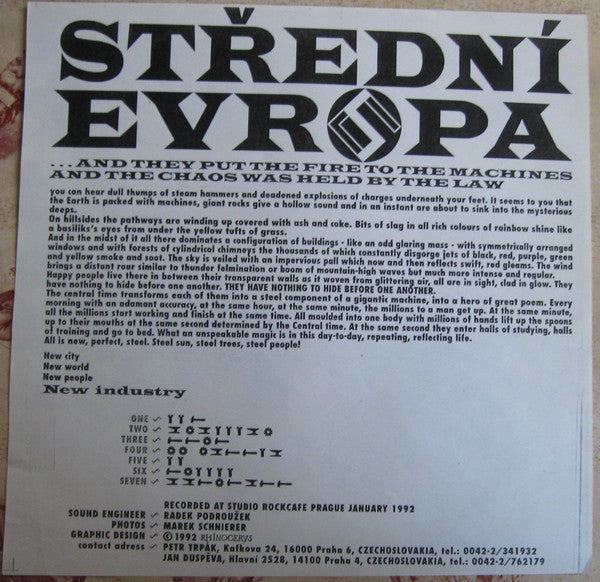 STŘEDNÍ
EVROPA
...AND THEY PUT THE FIRE TO THE MACHINES
AND THE CHAOS WAS HELD BY THE LAW
you can hear dull thumps of steam hammers and deadened explosions of charges underneath your feet. It seems to you that
the Earth is packed with machines, giant rocks give a hollow sound and in an instant are about to sink into the mysterious
deeps.
On hillsides the pathways are winding up covered with ash and coke. Bits of slag in all rich colours of rainbow shine like
a basiliks's eyes from under the yellow tufts of grass.
And in the midst of it all there dominates a configuration of buildings - like an odd glaring mass - with symmetrically arranged
windows and with forests of cylindrical chimneys the thousands of which constantly disgorge jets of black, red, purple, green
and yellow smoke and soot. The sky is veiled with an impervious pall which now and then reflects swift, red gleams. The wind
brings a distant roar similar to thunder felmination or boom of mountain-high waves but much more intense and regular.
Happy people live there in between their transparent walls as it woven from glittering air, all are in sight, clad in glow. They
have nothing to hide before one another. THEY HAVE NOTHING TO HIDE BEFORE ONE ANOTHER.
The central time transforms each of them into a steel component of a gigantic machine, into a hero of great poem. Every
morning with an adamant accuracy, at the same hour, at the same minute, the millions to a man get up. At the same minute,
all the millions start working and finish at the same time. All moulded into one body with millions of hands lift up the spoons
up to their mouths at the same second determined by the Central time. At the same second they enter halls of studying, halls
of training and go to bed. What an unspeakable magic is in this day-to-day, repeating, reflecting life.
All is new, perfect, steel. Steel sun, steel trees, steel people!
New city
New world
New people
New industry
ONE
TWO
THREE
FOUR
FIVE
SIX
SEVEN
RECORDED AT STUDIO ROCKCAFE PRAGUE JANUARY 1992
SOUND ENGINEER ~ RADEK PODROUŽEK
PHOTOS ~ MAREK SCHNIERER
GRAPHIC DESIGN ~ © 1992 RHINOCERVS
contact adress ~ PETR TRPÁK, Kafkova 24, 16000 Praha 6, CZECHOSLOVAKIA, tel.: 0042-2/341932
JAN DUSPĚVA, Hlavní 2528, 14100 Praha 4, CZECHOSLOVAKIA, tel.: 0042-2/762179